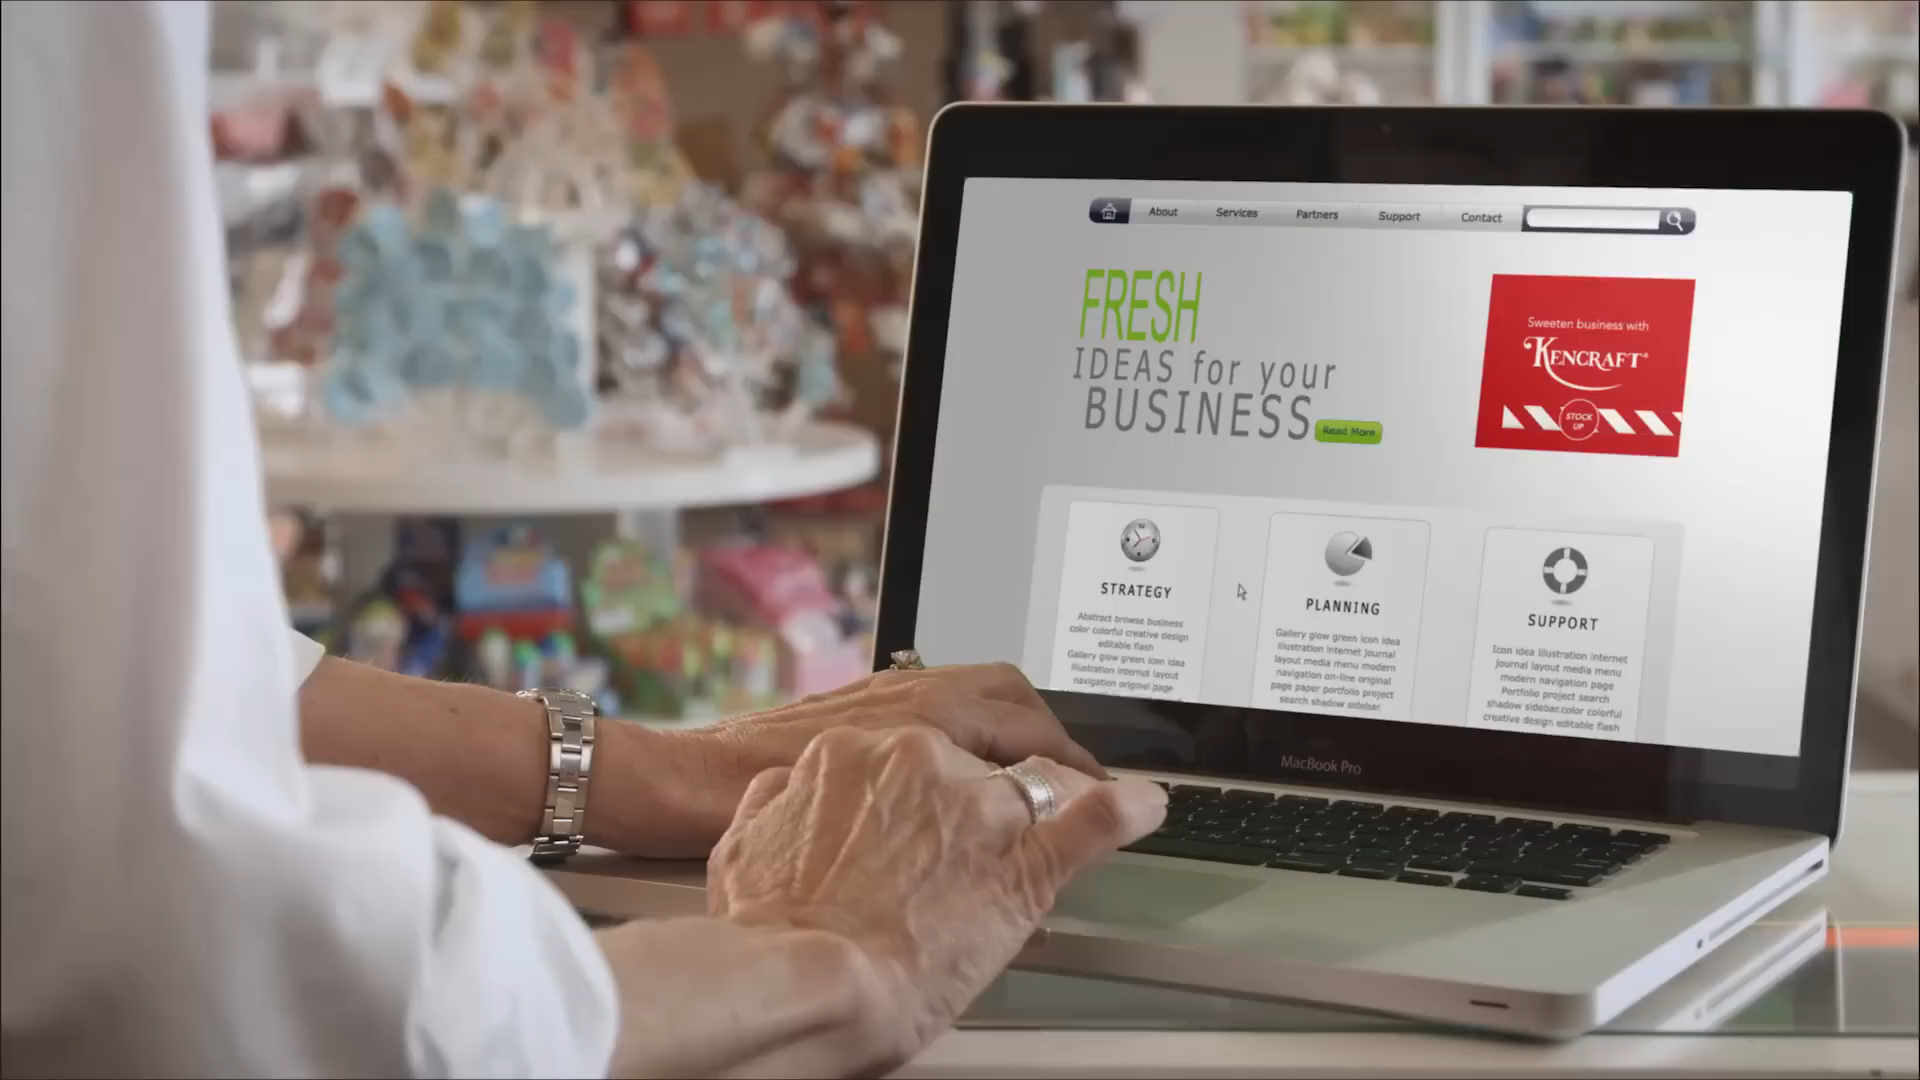 About Services Partners Support Contact
FRESH
IDEAS for your
BUSINESS
Read More
Sweeten business with
KENCRAFT®
STOCK
UP
STRATEGY
Abstract browse business
color colorful creative design
editable flash
Gallery glow green icon idea
illustration internal layout
navigation original page
PLANNING
Gallery glow green icon idea
illustration internet journal
layout media menu modern
navigation on-line original
page paper portfolio project
search shadow sidebar.
SUPPORT
Icon idea illustration internet
journal layout media menu
modern navigation page
Portfolio project search
shadow sidebar.color colorful
creative design editable flash
MacBook Pro